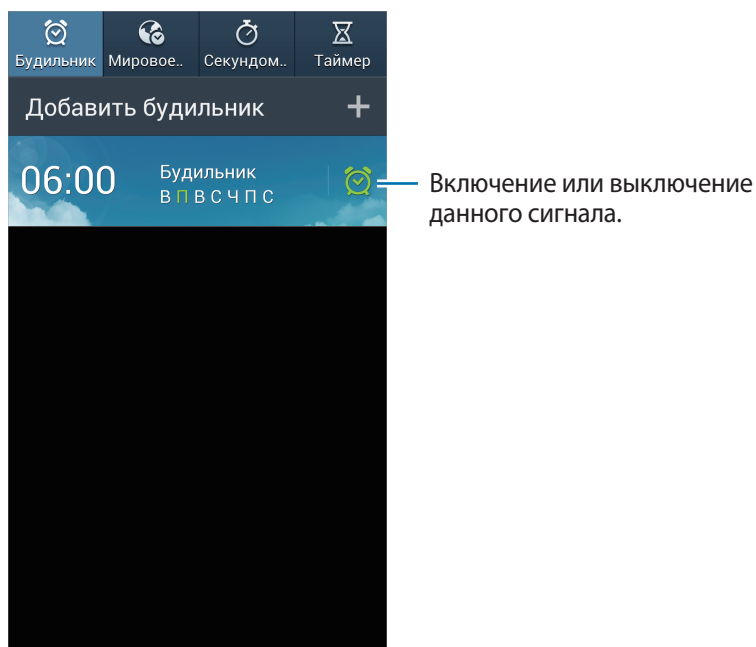 Будильник Мировое.. Секундом.. Таймер
Добавить будильник +
06:00 Будильник
В П В С Ч П С
Включение или выключение
данного сигнала.